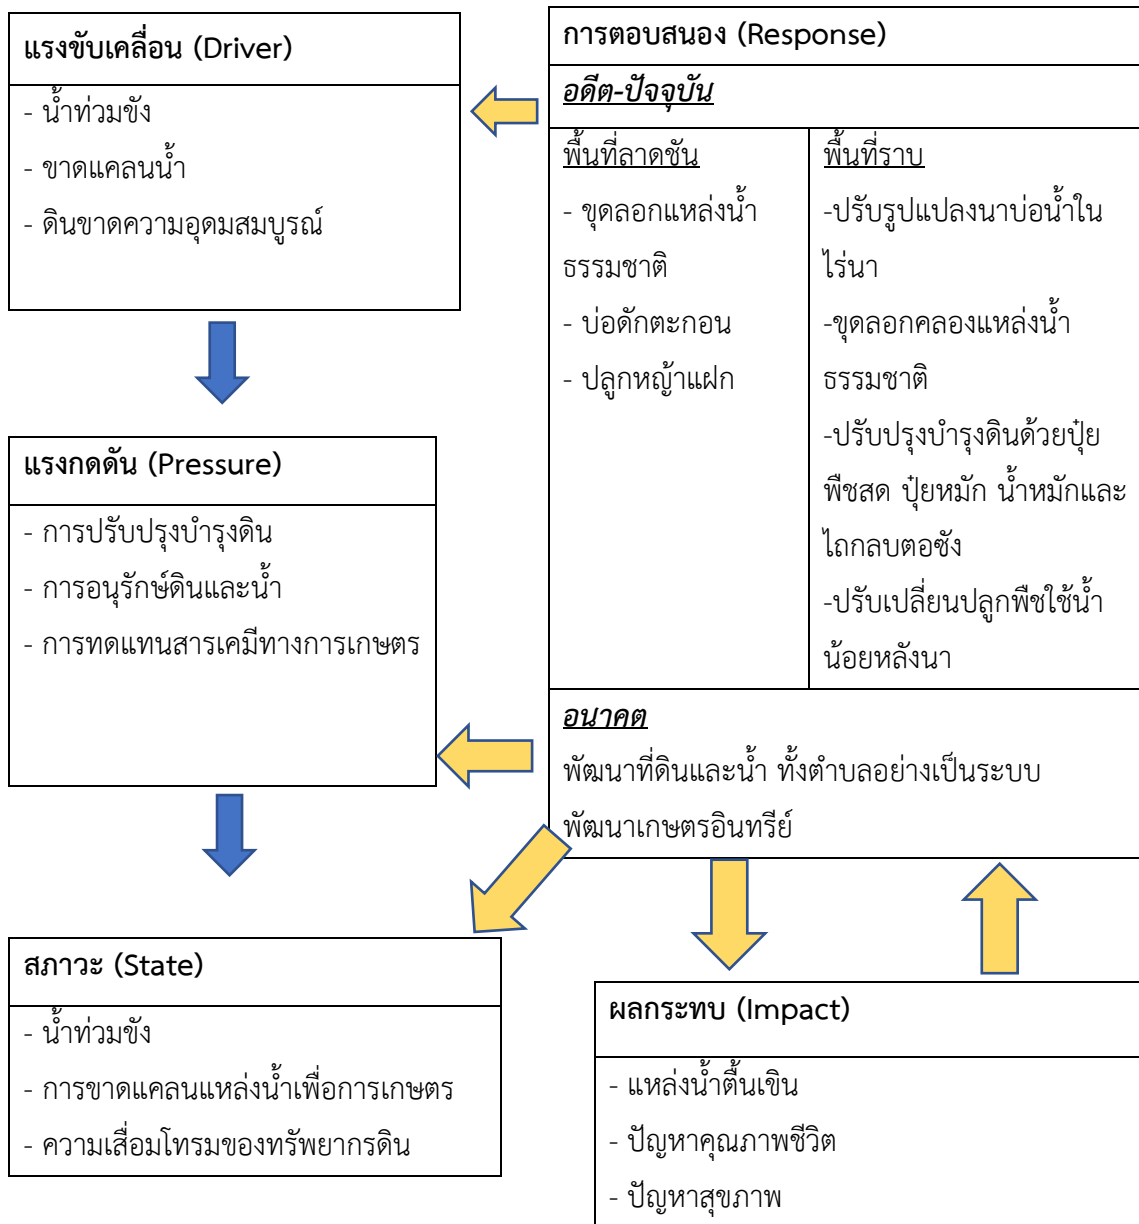 แรงขับเคลื่อน (Driver)
- น้ำท่วมขัง
- ขาดแคลนน้ำ
- ดินขาดความอุดมสมบูรณ์
การตอบสนอง (Response)
อดีต-ปัจจุบัน
พื้นที่ลาดชัน
- ขุดลอกแหล่งน้ำ
ธรรมชาติ
- บ่อดักตะกอน
- ปลูกหญ้าแฝก
พื้นที่ราบ
-ปรับรูปแปลงนาบ่อน้ำใน
ไร่นา
-ขุดลอกคลองแหล่งน้ำ
ธรรมชาติ
-ปรับปรุงบำรุงดินด้วยปุ๋ย
พืชสด ปุ๋ยหมัก น้ำหมักและ
ไถกลบตอซัง
-ปรับเปลี่ยนปลูกพืชใช้น้ำ
น้อยหลังนา
อนาคต
พัฒนาที่ดินและน้ำ ทั้งตำบลอย่างเป็นระบบ
พัฒนาเกษตรอินทรีย์
แรงกดดัน (Pressure)
- การปรับปรุงบำรุงดิน
- การอนุรักษ์ดินและน้ำ
- การทดแทนสารเคมีทางการเกษตร
สภาวะ (State)
- น้ำท่วมขัง
- การขาดแคลนแหล่งน้ำเพื่อการเกษตร
- ความเสื่อมโทรมของทรัพยากรดิน
ผลกระทบ (Impact)
- แหล่งน้ำตื้นเขิน
- ปัญหาคุณภาพชีวิต
- ปัญหาสุขภาพ